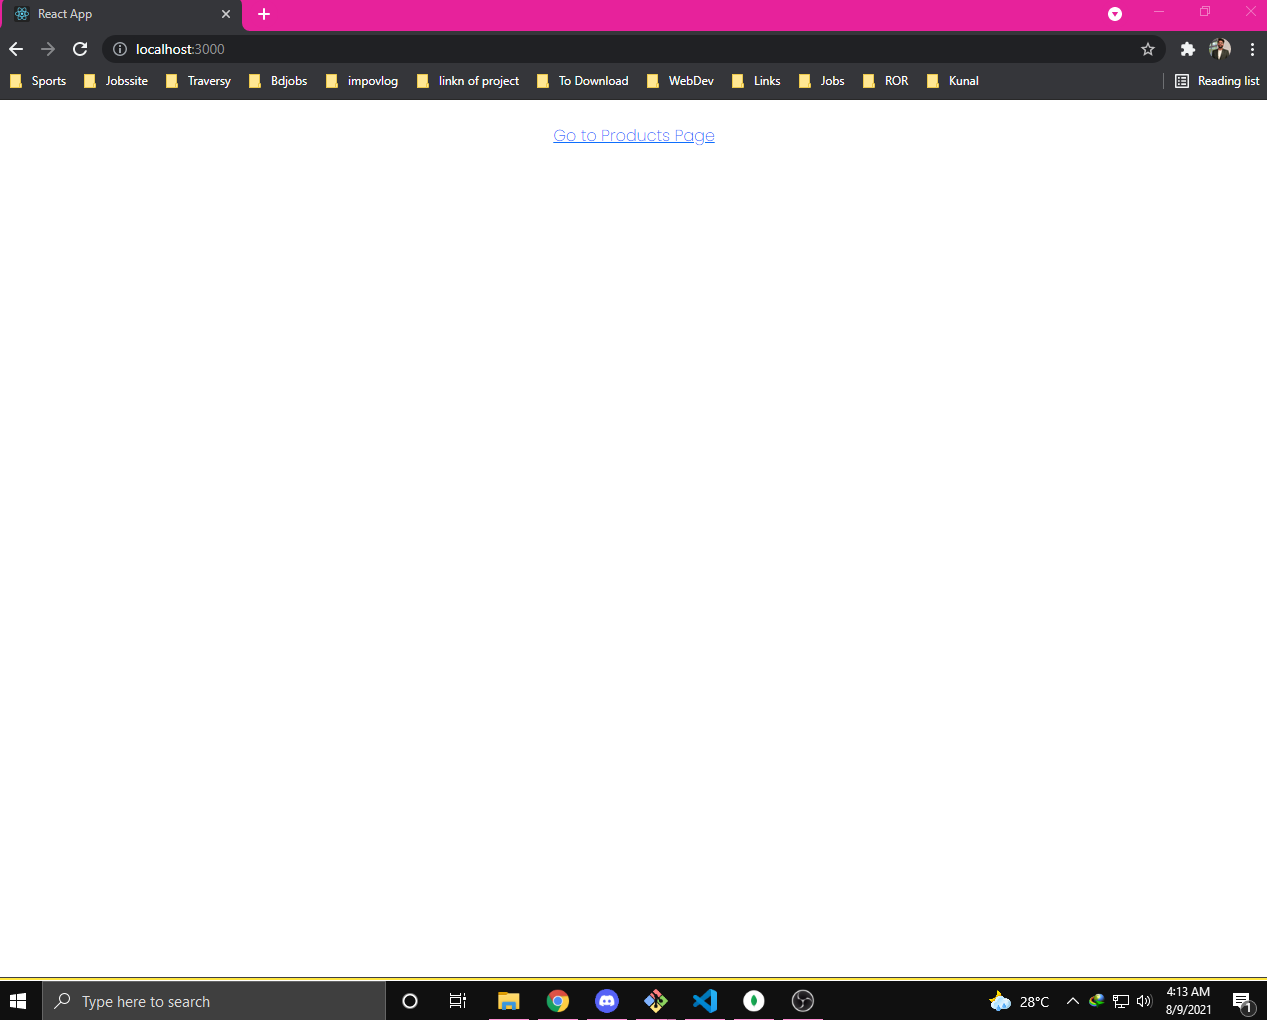 React App
localhost:3000
Sports Jobssite Traversy Bdjobs impovlog linkn of project To Download WebDev Links Jobs ROR Kunal Reading list
Go to Products Page
Type here to search
28°C
4:13 AM
8/9/2021
1